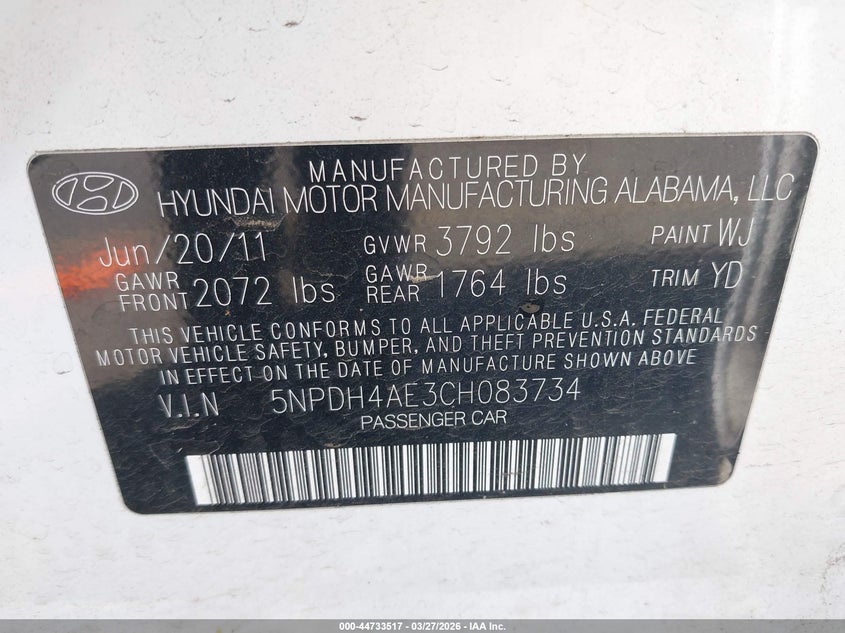 MANUFACTURED BY
HYUNDAI MOTOR MANUFACTURING ALABAMA, LLC
Jun/20/11 GVWR 3792 lbs PAINT WJ
GAWR FRONT 2072 lbs GAWR REAR 1764 lbs TRIM YD
THIS VEHICLE CONFORMS TO ALL APPLICABLE U.S.A. FEDERAL
MOTOR VEHICLE SAFETY, BUMPER, AND THEFT PREVENTION STANDARDS
IN EFFECT ON THE DATE OF MANUFACTURE SHOWN ABOVE
V.I.N 5NPDH4AE3CH083734
PASSENGER CAR
000-44733517 - 03/27/2026 - IAA Inc.